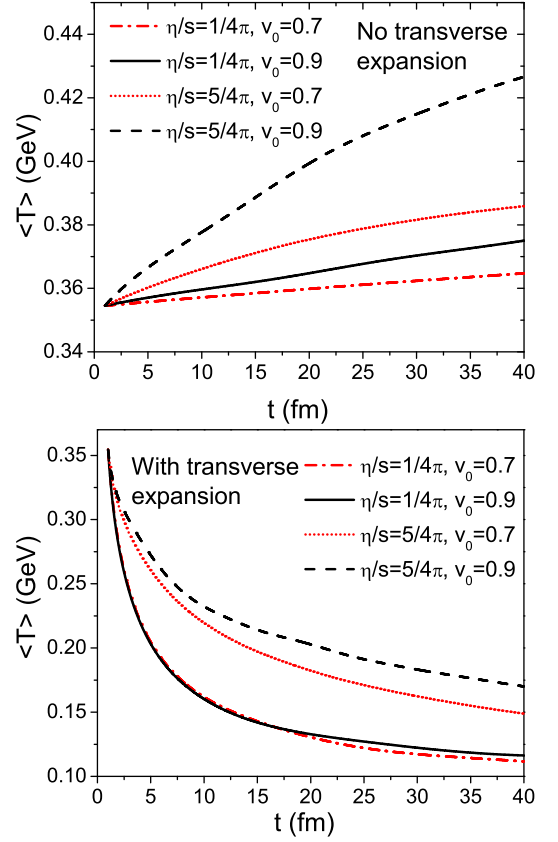 0.44
0.42
0.40
0.38
0.36
0.34
<T> (GeV)
η/s=1/4π, v₀=0.7
η/s=1/4π, v₀=0.9
η/s=5/4π, v₀=0.7
η/s=5/4π, v₀=0.9
No transverse
expansion
0 5 10 15 20 25 30 35 40
t (fm)
0.35
0.30
0.25
0.20
0.15
0.10
<T> (GeV)
With transverse
expansion
η/s=1/4π, v₀=0.7
η/s=1/4π, v₀=0.9
η/s=5/4π, v₀=0.7
η/s=5/4π, v₀=0.9
0 5 10 15 20 25 30 35 40
t (fm)